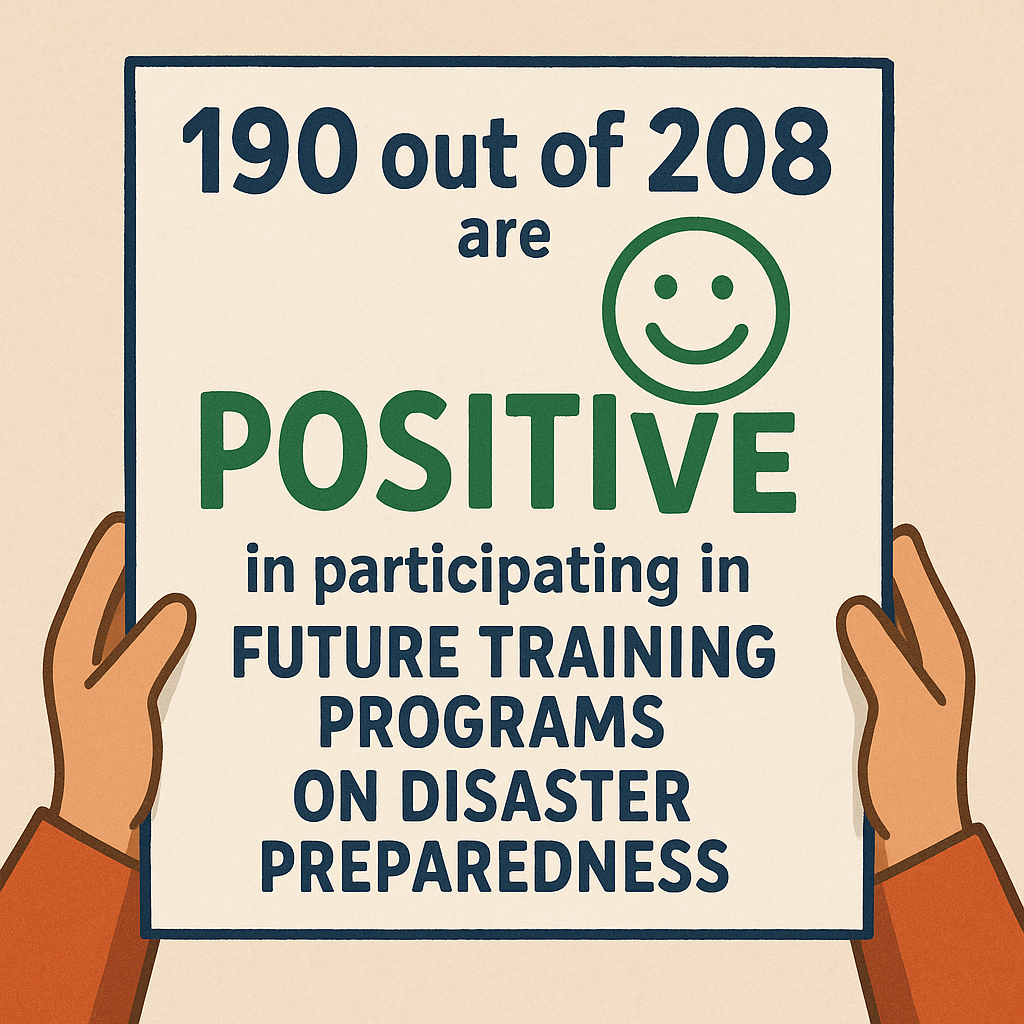 190 out of 208
are
POSITIVE
in participating in
FUTURE TRAINING
PROGRAMS
ON DISASTER
PREPAREDNESS